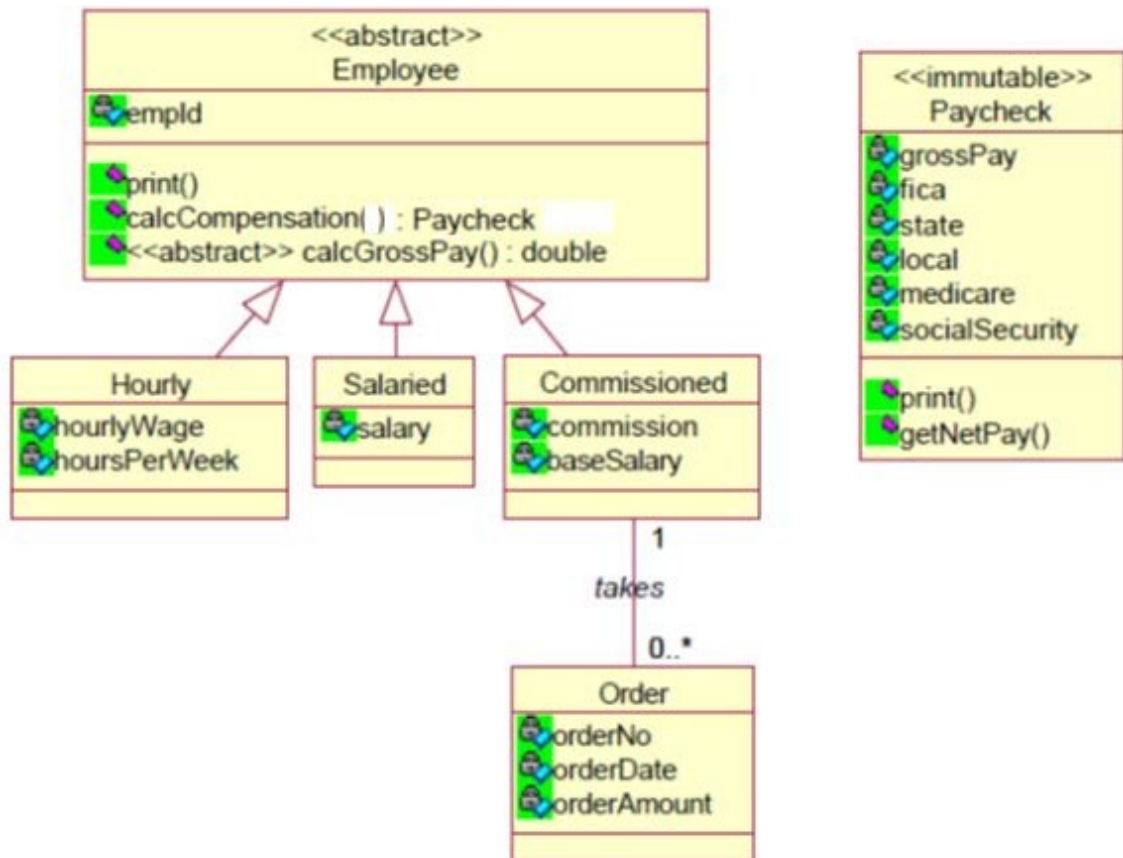 <<abstract>>
Employee
empId
print()
calcCompensation( ) : Paycheck
<<abstract>> calcGrossPay() : double
<<immutable>>
Paycheck
grossPay
fica
state
local
medicare
socialSecurity
print()
getNetPay()
Hourly
hourlyWage
hoursPerWeek
Salaried
salary
Commissioned
commission
baseSalary
1
takes
0..*
Order
orderNo
orderDate
orderAmount